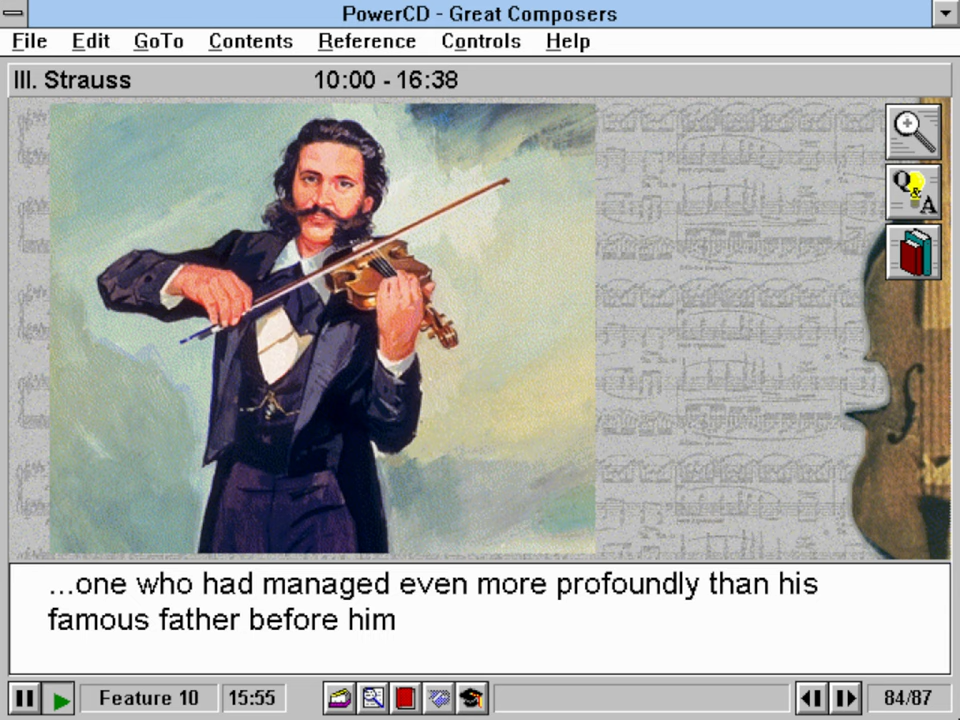 PowerCD - Great Composers
File Edit GoTo Contents Reference Controls Help
III. Strauss 10:00 - 16:38
Q & A
...one who had managed even more profoundly than his
famous father before him
Feature 10 15:55 84/87